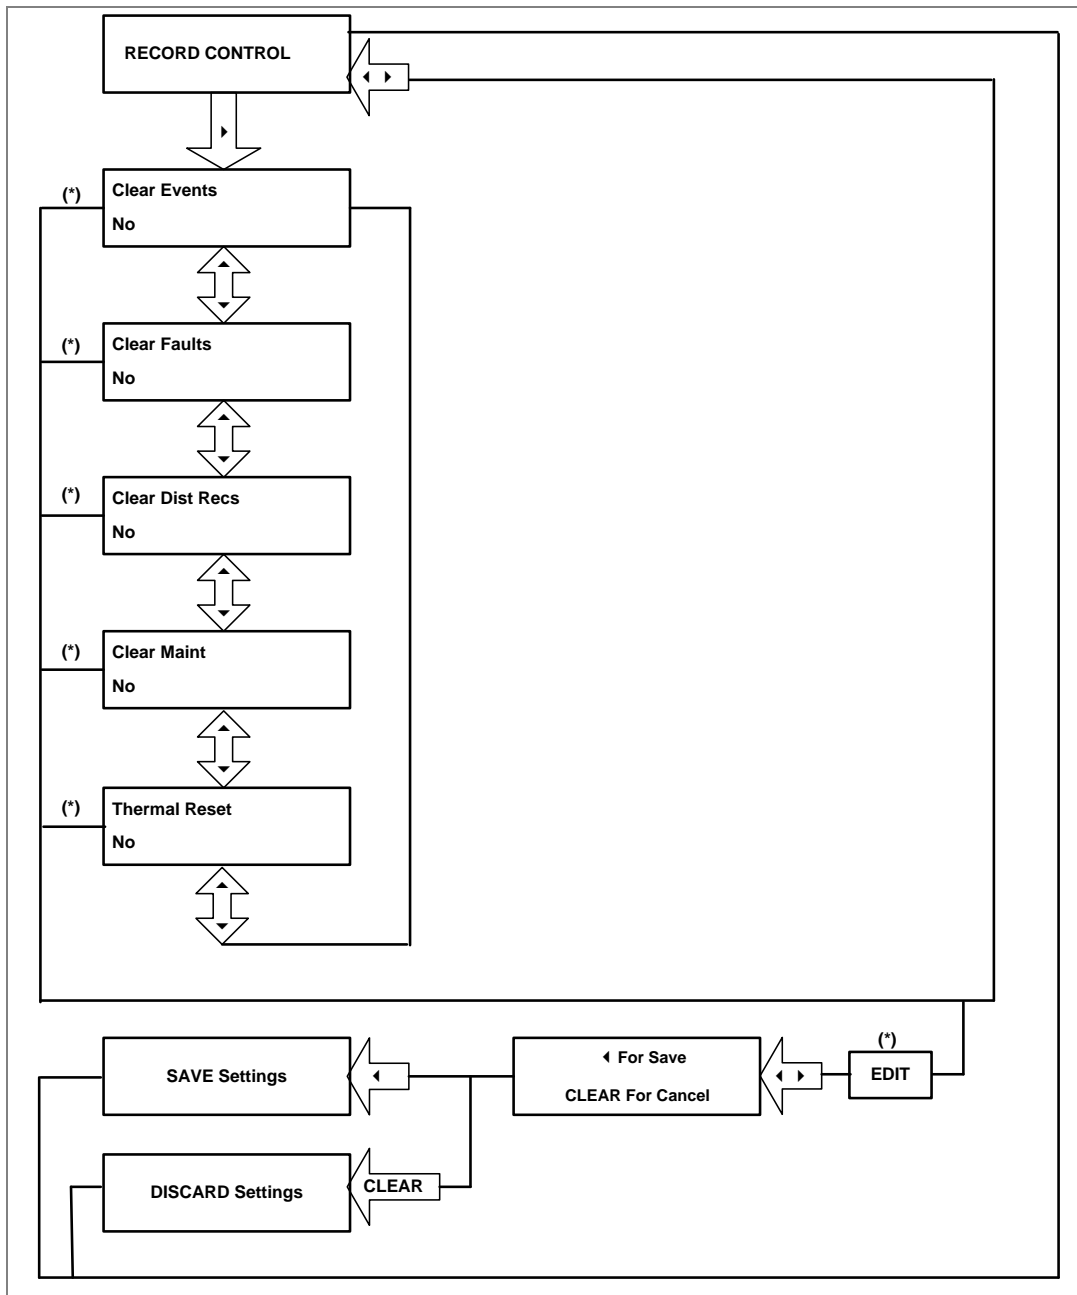 RECORD CONTROL
(*)
Clear Events
No
(*)
Clear Faults
No
(*)
Clear Dist Recs
No
(*)
Clear Maint
No
(*)
Thermal Reset
No
(*)
SAVE Settings
For Save
CLEAR For Cancel
EDIT
DISCARD Settings
CLEAR